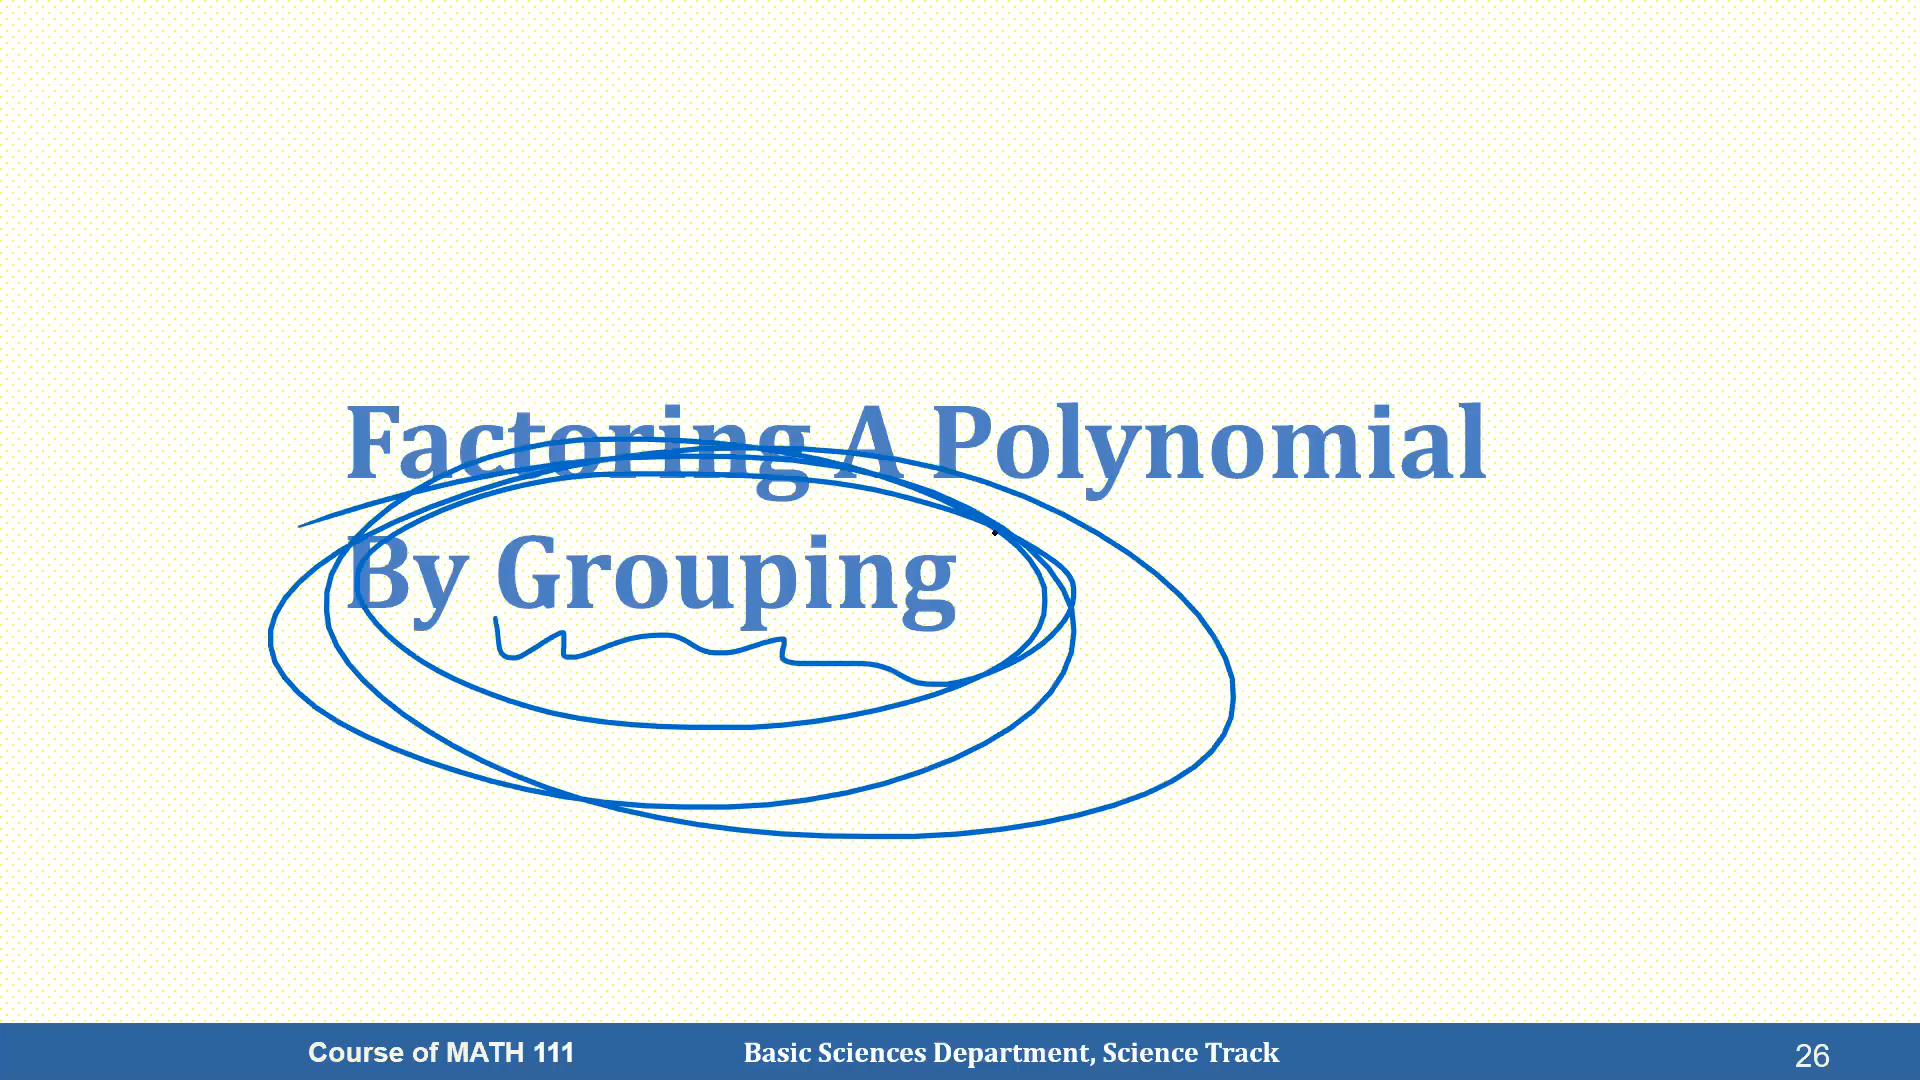 Factoring A Polynomial
By Grouping
Course of MATH 111
Basic Sciences Department, Science Track
26